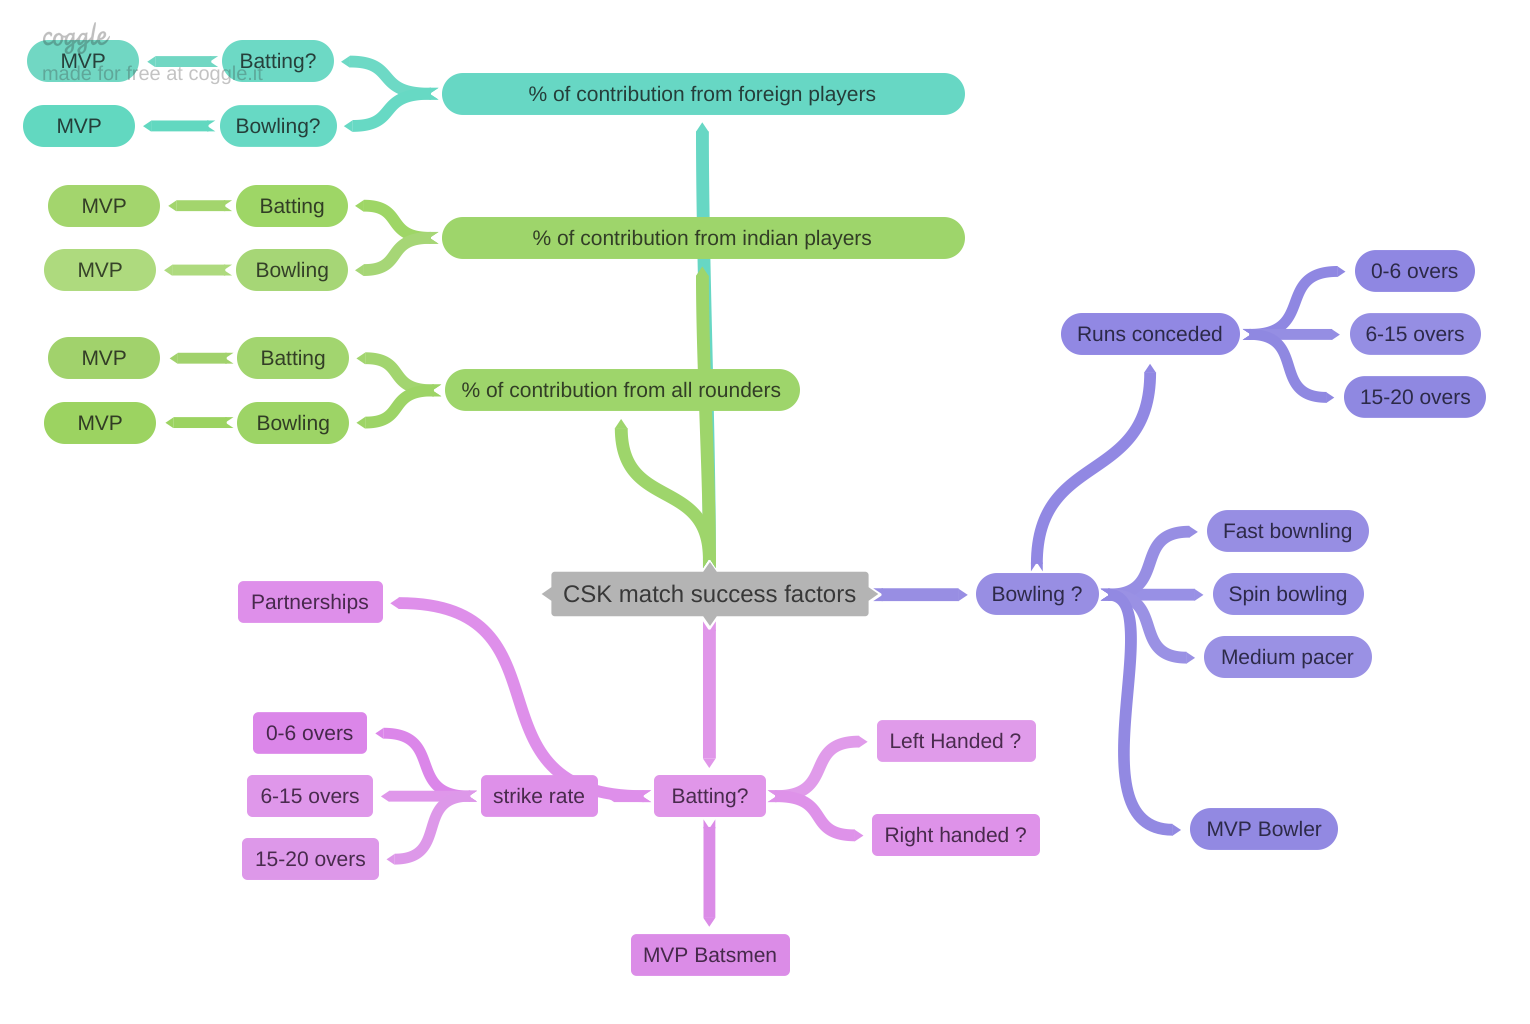 coggle
made for free at coggle.it
MVP
Batting?
% of contribution from foreign players
MVP
Bowling?
MVP
Batting
% of contribution from indian players
MVP
Bowling
MVP
Batting
% of contribution from all rounders
MVP
Bowling
Runs conceded
0-6 overs
6-15 overs
15-20 overs
CSK match success factors
Bowling ?
Fast bownling
Spin bowling
Medium pacer
MVP Bowler
Partnerships
0-6 overs
6-15 overs
15-20 overs
strike rate
Batting?
Left Handed ?
Right handed ?
MVP Batsmen